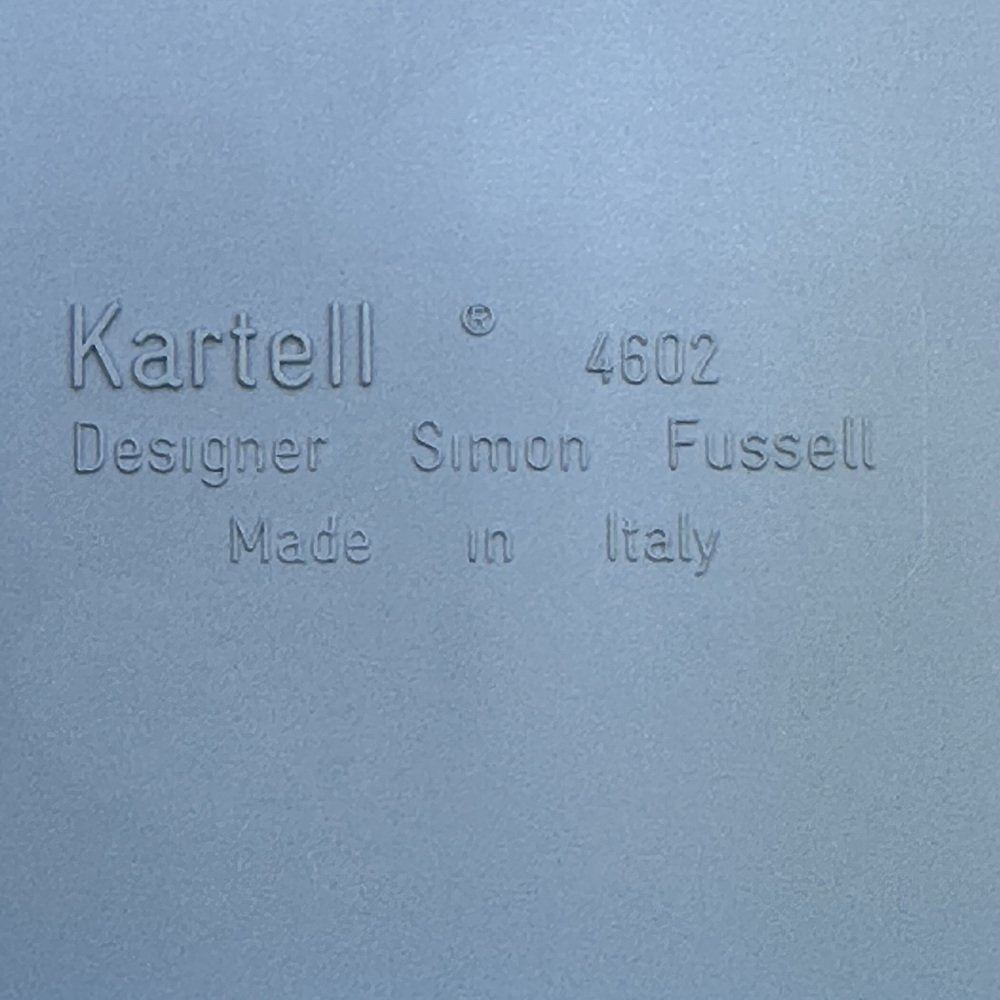 Kartell ® 4602
Designer Simon Fussell
Made in Italy